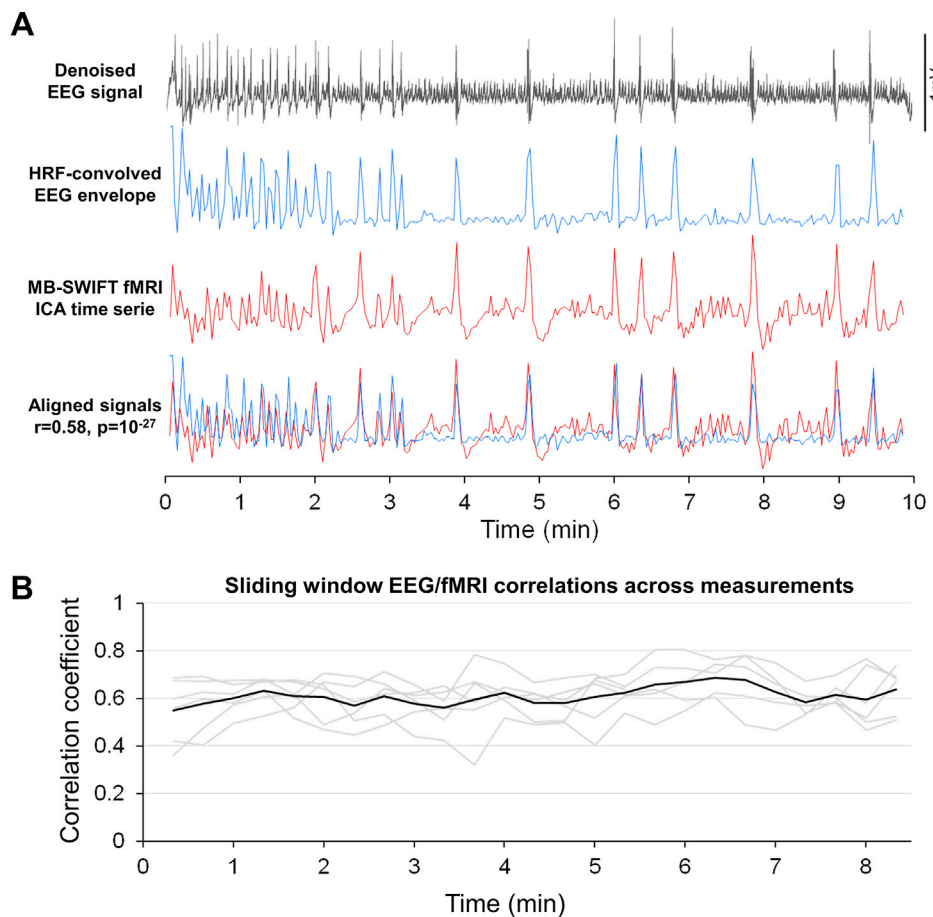 A
Denoised
EEG signal
HRF-convolved
EEG envelope
MB-SWIFT fMRI
ICA time serie
Aligned signals
r=0.58, p=10-27
0 1 2 3 4 5 6 7 8 9 10
Time (min)
B
Sliding window EEG/fMRI correlations across measurements
Correlation coefficient
1
0.8
0.6
0.4
0.2
0
0 1 2 3 4 5 6 7 8
Time (min)